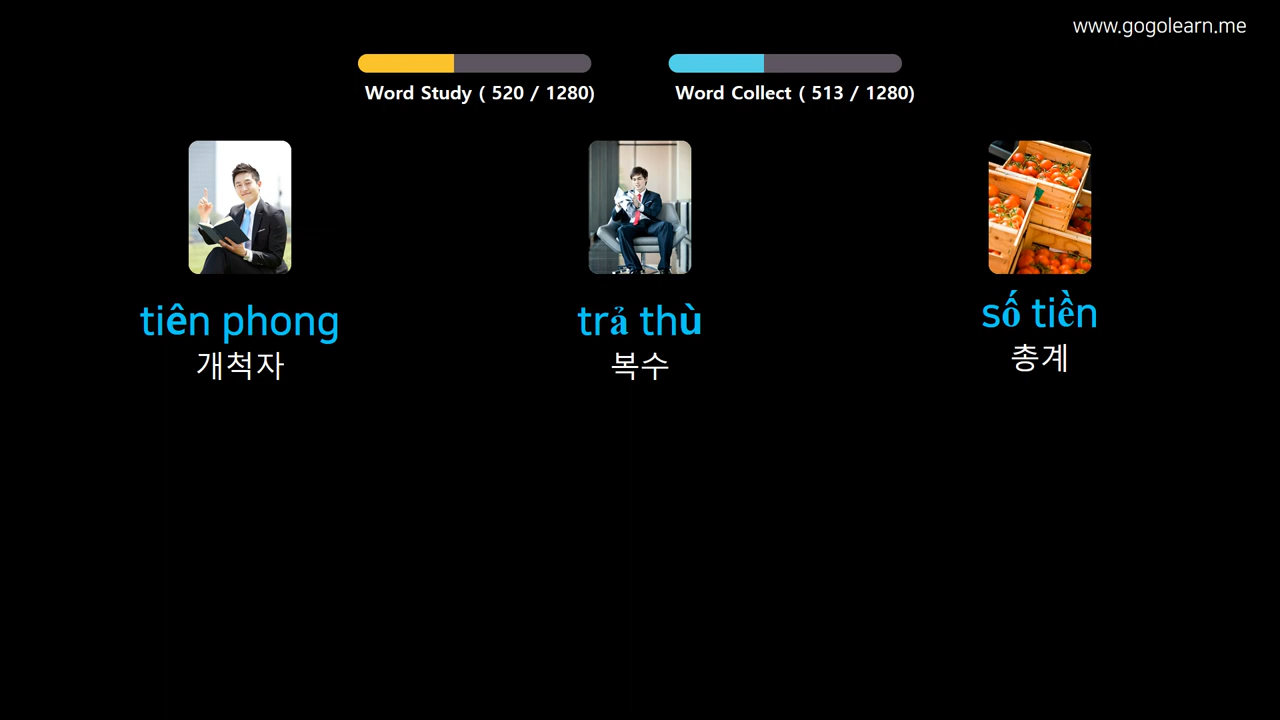 www.gogolearn.me
Word Study ( 520 / 1280)
Word Collect ( 513 / 1280)
tiên phong
개척자
trả thù
복수
số tiền
총계